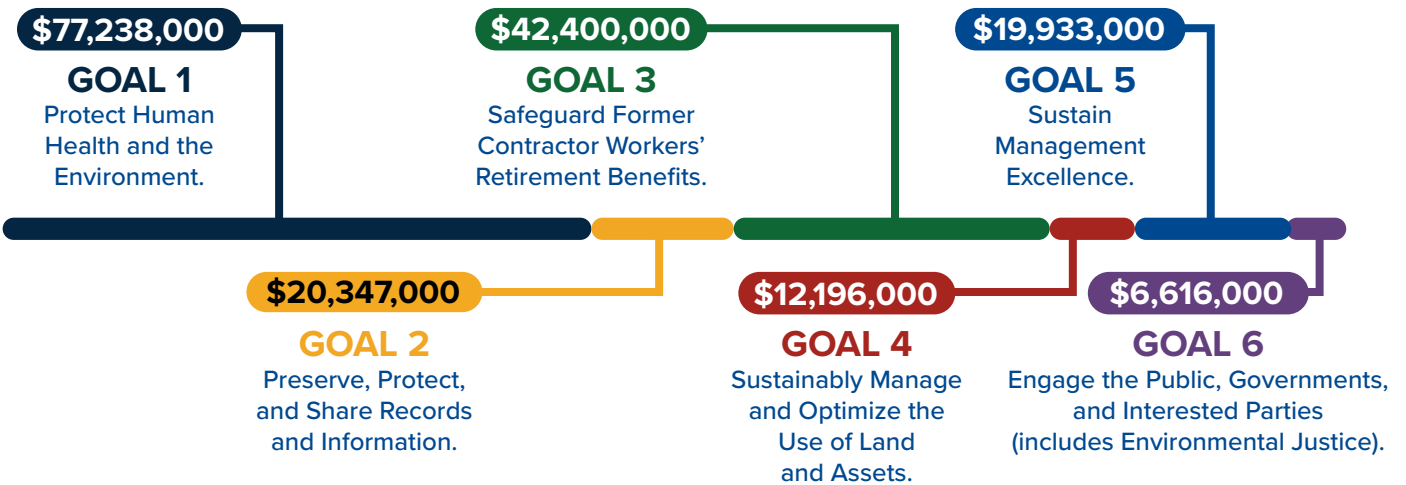 $77,238,000
GOAL 1
Protect Human
Health and the
Environment.
$20,347,000
GOAL 2
Preserve, Protect,
and Share Records
and Information.
$42,400,000
GOAL 3
Safeguard Former
Contractor Workers’
Retirement Benefits.
$12,196,000
GOAL 4
Sustainably Manage
and Optimize the
Use of Land
and Assets.
$19,933,000
GOAL 5
Sustain
Management
Excellence.
$6,616,000
GOAL 6
Engage the Public, Governments,
and Interested Parties
(includes Environmental Justice).